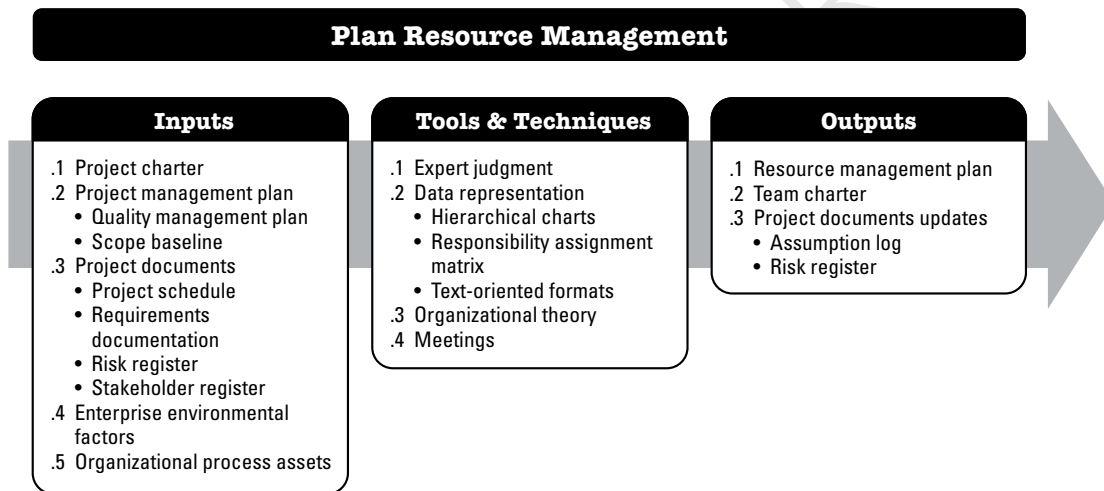 Plan Resource Management
Inputs
.1 Project charter
.2 Project management plan
• Quality management plan
• Scope baseline
.3 Project documents
• Project schedule
• Requirements
documentation
• Risk register
• Stakeholder register
.4 Enterprise environmental
factors
.5 Organizational process assets
Tools & Techniques
.1 Expert judgment
.2 Data representation
• Hierarchical charts
• Responsibility assignment
matrix
• Text-oriented formats
.3 Organizational theory
.4 Meetings
Outputs
.1 Resource management plan
.2 Team charter
.3 Project documents updates
• Assumption log
• Risk register